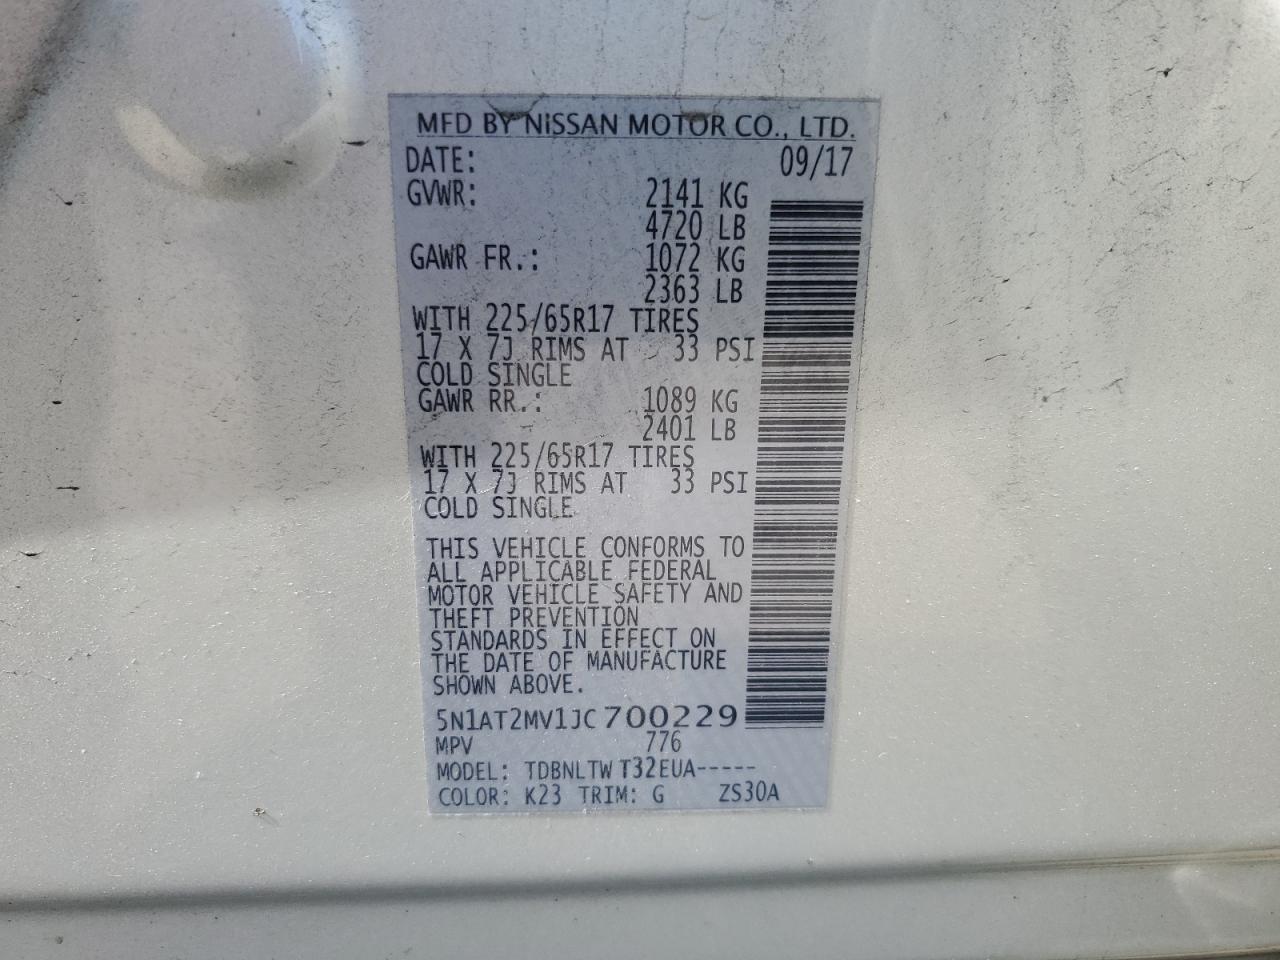 MFD BY NISSAN MOTOR CO., LTD.
DATE: 09/17
GVWR: 2141 KG
4720 LB
GAWR FR.: 1072 KG
2363 LB
WITH 225/65R17 TIRES
17 X 7J RIMS AT 33 PSI
COLD SINGLE
GAWR RR.: 1089 KG
2401 LB
WITH 225/65R17 TIRES
17 X 7J RIMS AT 33 PSI
COLD SINGLE
THIS VEHICLE CONFORMS TO
ALL APPLICABLE FEDERAL
MOTOR VEHICLE SAFETY AND
THEFT PREVENTION
STANDARDS IN EFFECT ON
THE DATE OF MANUFACTURE
SHOWN ABOVE.
5N1AT2MV1JC700229
MPV 776
MODEL: TDBNLTW T32EUA-----
COLOR: K23 TRIM: G ZS30A